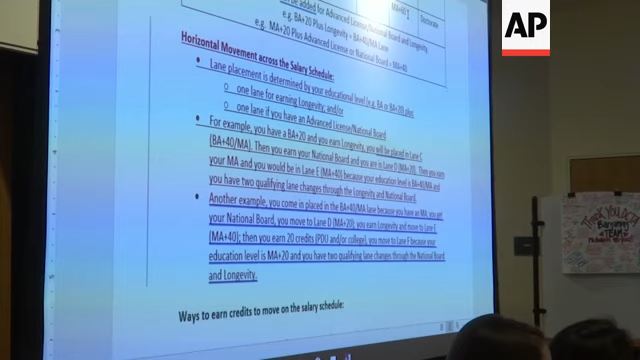 be added for Advanced License/National Board and Longevity.
e.g. BA+20 Plus Longevity = BA+40/MA Lane
e.g. MA+20 Plus Advanced License or National Board = MA+40
MA+40
Doctorate
AP
Horizontal Movement across the Salary Schedule:
• Lane placement is determined by your educational level (e.g. BA or BA+20) plus
o one lane for earning Longevity; and/or
o one lane if you have an Advanced License/National Board
• For example, you have a BA+20 and you earn Longevity, you will be placed in Lane C
(BA+40/MA). Then you earn your National Board and you are in Lane D (MA+20). Then you earn
your MA and you would be in Lane E (MA+40) because your education level is BA+40/MA and
you have two qualifying lane changes through the Longevity and National Board.
• Another example, you come in placed in the BA+40/MA lane because you have an MA, you get
your National Board, you move to Lane D (MA+20); you earn Longevity and move to Lane E
(MA+40); then you earn 20 credits (PDU and/or college), you move to Lane F because your
education level is MA+20 and you have two qualifying lane changes through the National Board
and Longevity.
Ways to earn credits to move on the salary schedule:
Thank You DCTA
Bargaining
TEAM